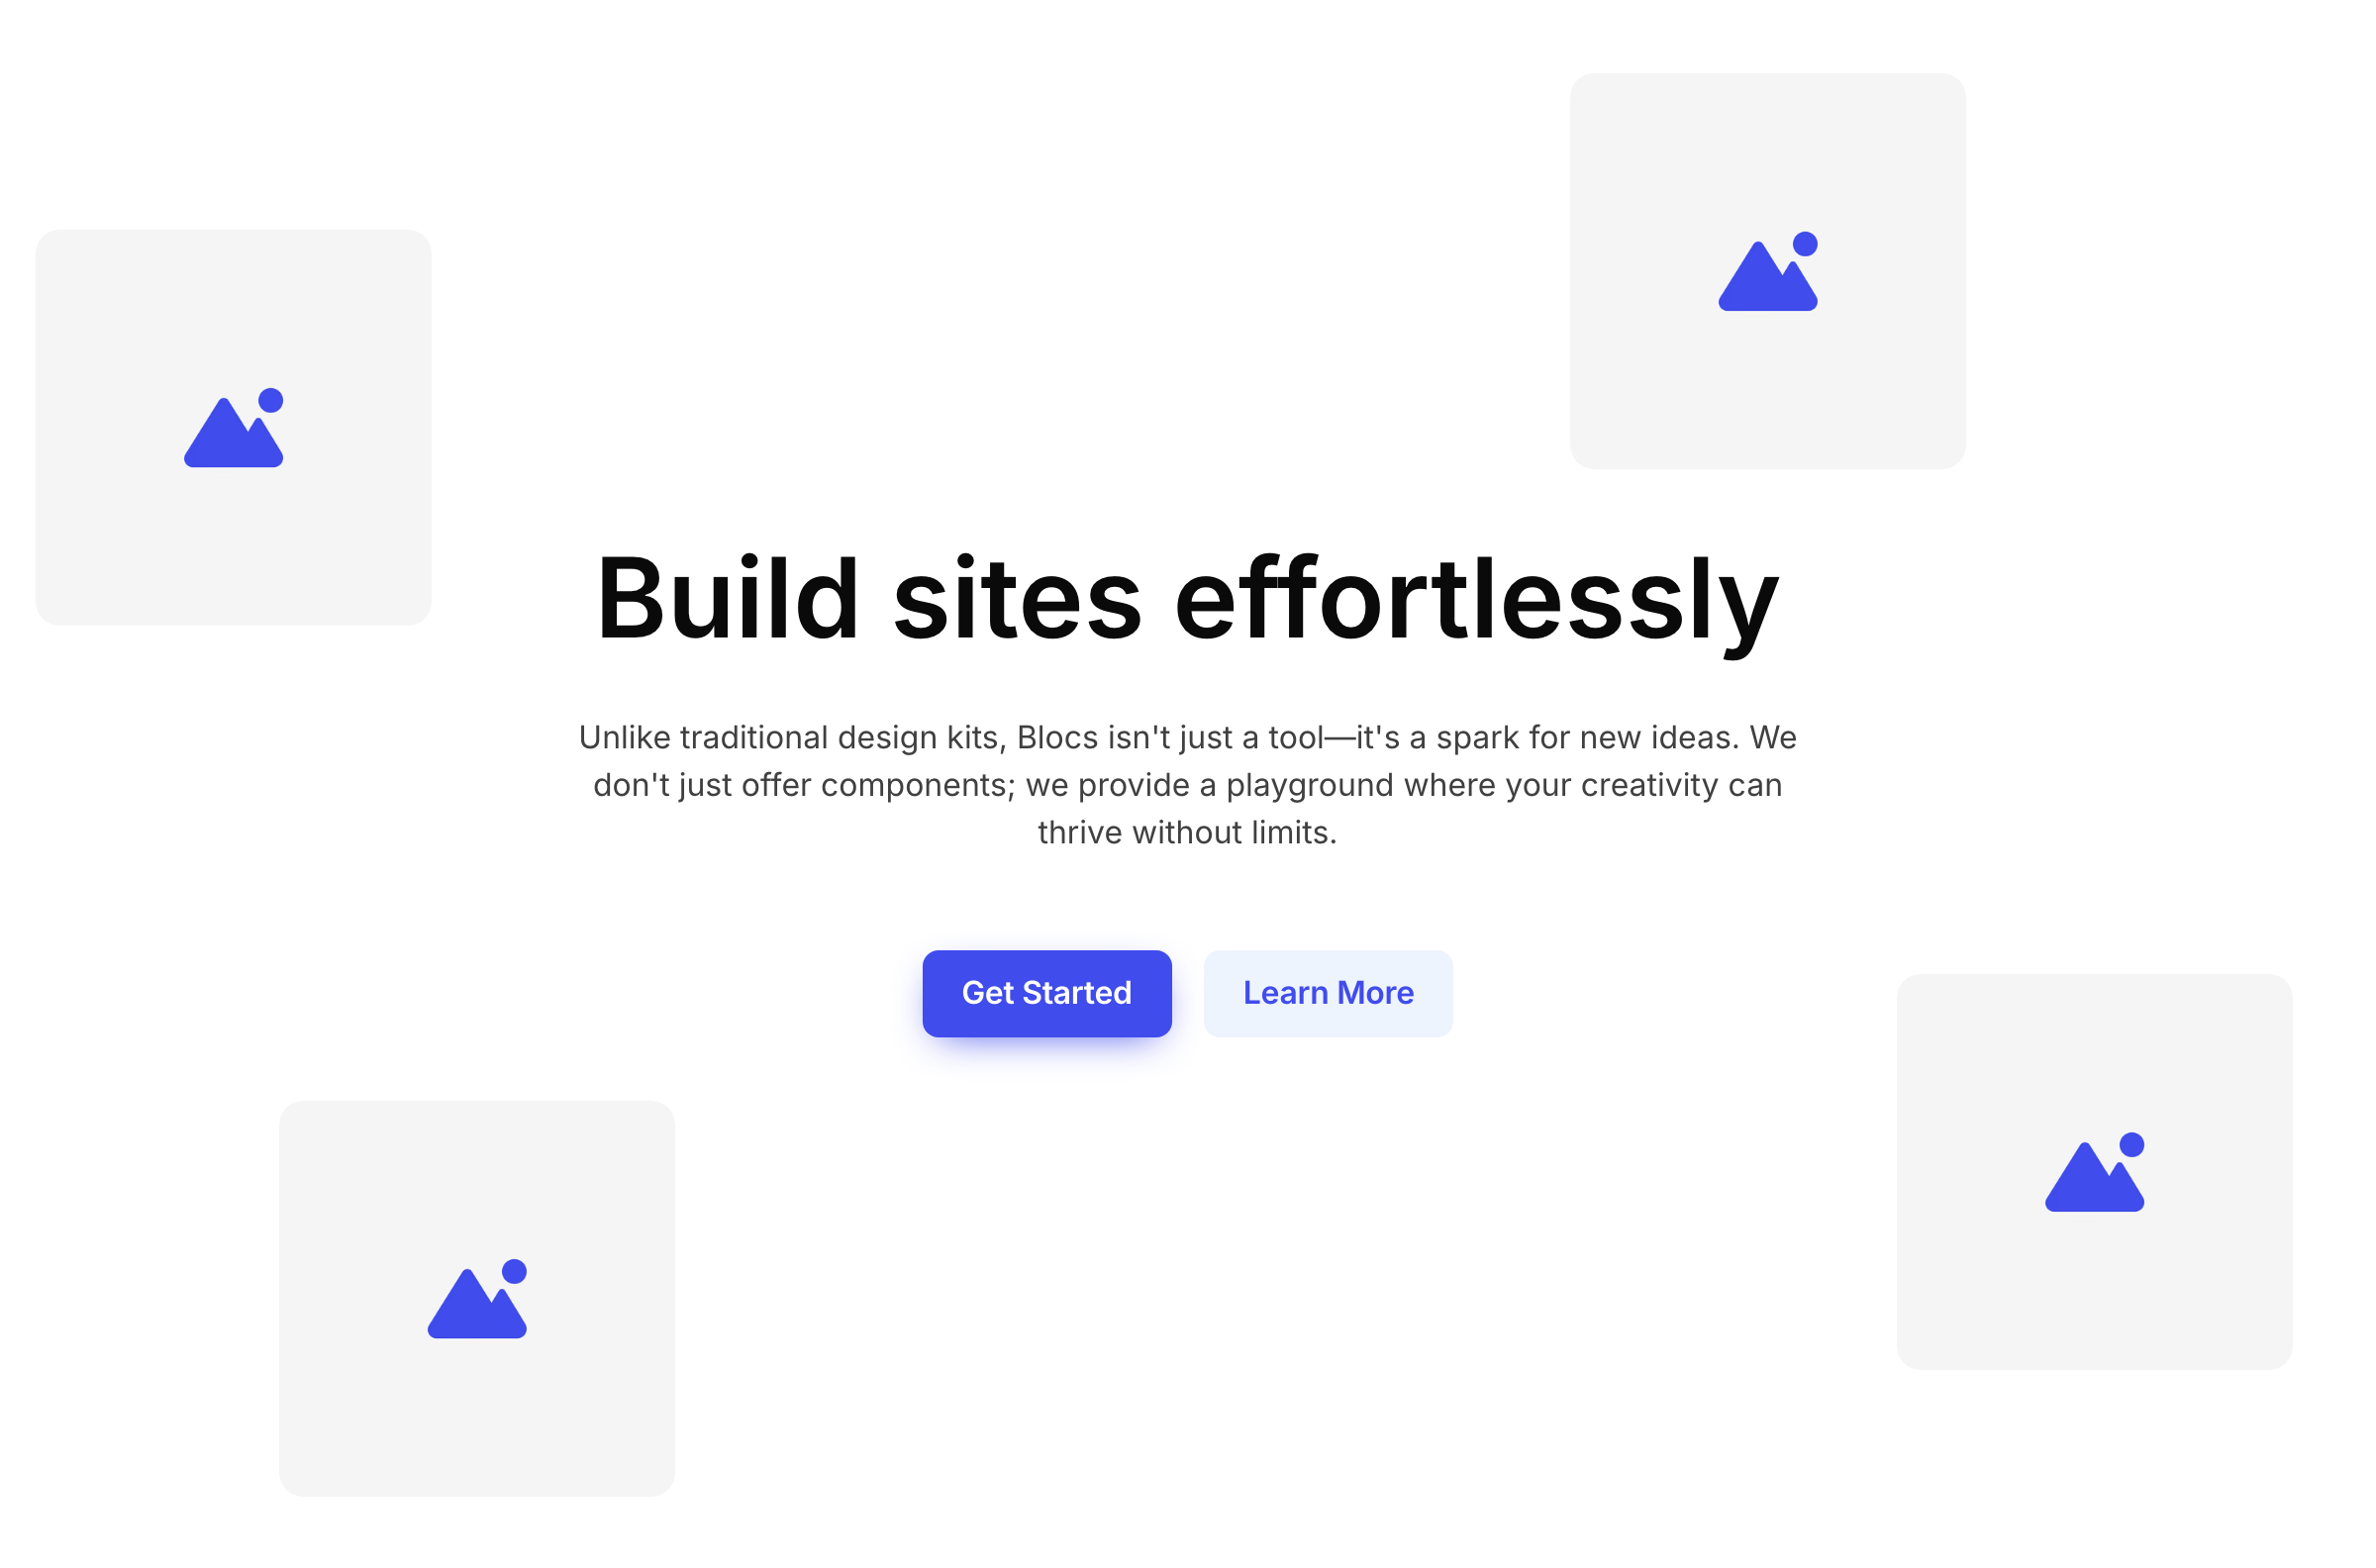 Build sites effortlessly
Unlike traditional design kits, Blocs isn't just a tool—it's a spark for new ideas. We
don't just offer components; we provide a playground where your creativity can
thrive without limits.
Get Started
Learn More